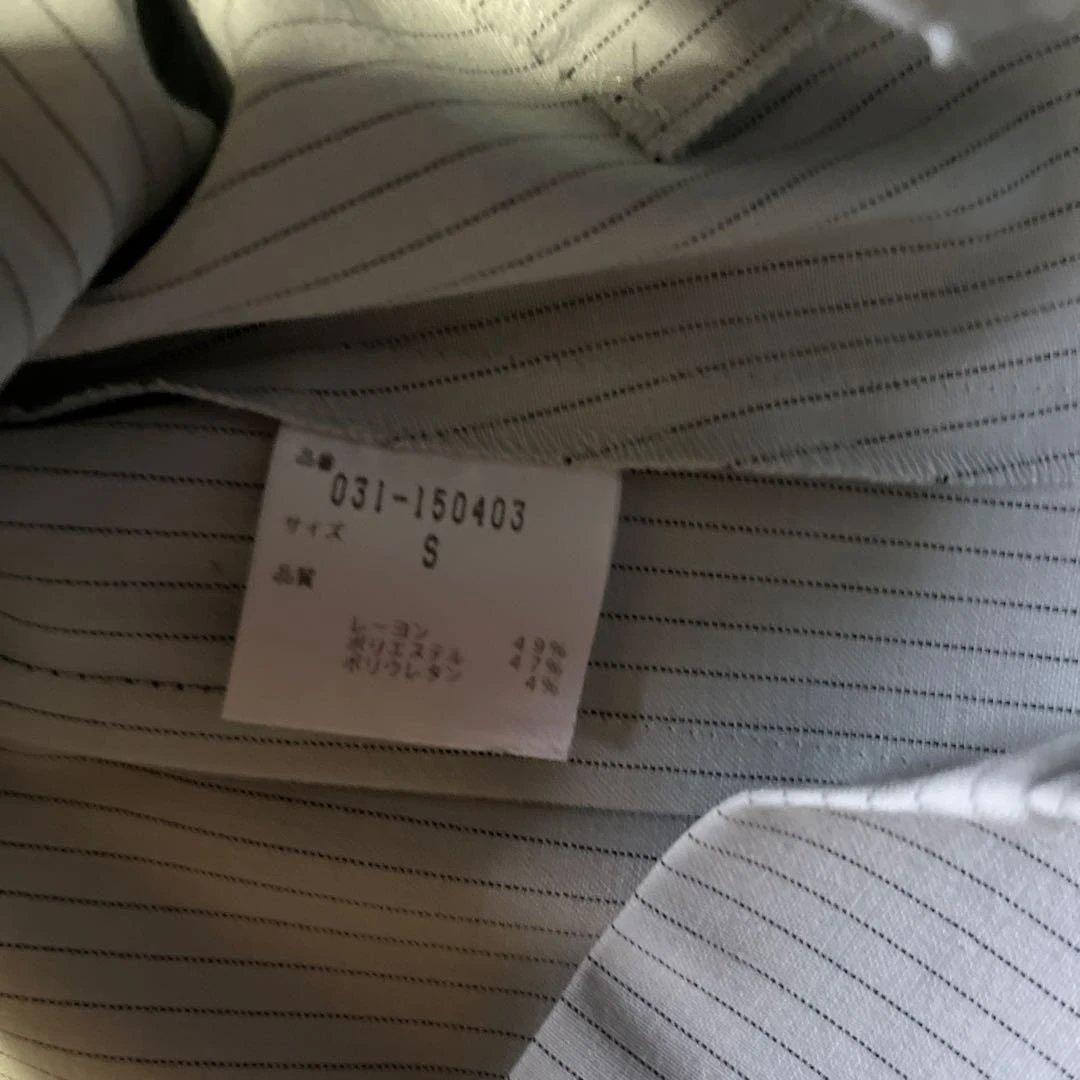 品番
031-150403
サイズ
S
品質
レーヨン 49%
ポリエステル 47%
ポリウレタン 4%